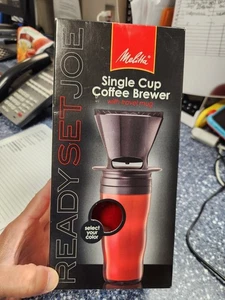 Melitta
Single Cup
Coffee Brewer
READY SET JOE
select your
color